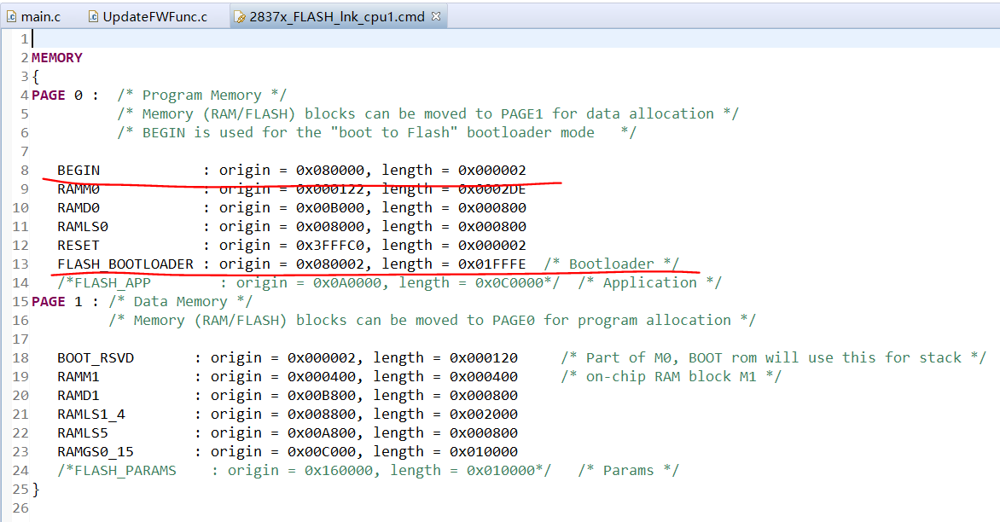 main.c UpdateFWFunc.c 2837x_FLASH_lnk_cpu1.cmd
1
2 MEMORY
3 {
4 PAGE 0 :  /* Program Memory */
5           /* Memory (RAM/FLASH) blocks can be moved to PAGE1 for data allocation */
6           /* BEGIN is used for the "boot to Flash" bootloader mode   */
7
8    BEGIN            : origin = 0x080000, length = 0x000002
9    RAMM0            : origin = 0x000122, length = 0x0002DE
10    RAMD0            : origin = 0x00B000, length = 0x000800
11    RAMLS0           : origin = 0x008000, length = 0x000800
12    RESET            : origin = 0x3FFFC0, length = 0x000002
13    FLASH_BOOTLOADER : origin = 0x080002, length = 0x01FFFE  /* Bootloader */
14    /*FLASH_APP        : origin = 0x0A0000, length = 0x0C0000*/  /* Application */
15 PAGE 1 : /* Data Memory */
16          /* Memory (RAM/FLASH) blocks can be moved to PAGE0 for program allocation */
17
18    BOOT_RSVD       : origin = 0x000002, length = 0x000120     /* Part of M0, BOOT rom will use this for stack */
19    RAMM1           : origin = 0x000400, length = 0x000400     /* on-chip RAM block M1 */
20    RAMD1           : origin = 0x00B800, length = 0x000800
21    RAMLS1_4        : origin = 0x008800, length = 0x002000
22    RAMLS5          : origin = 0x00A800, length = 0x000800
23    RAMGS0_15       : origin = 0x00C000, length = 0x010000
24    /*FLASH_PARAMS    : origin = 0x160000, length = 0x010000*/   /* Params */
25 }
26